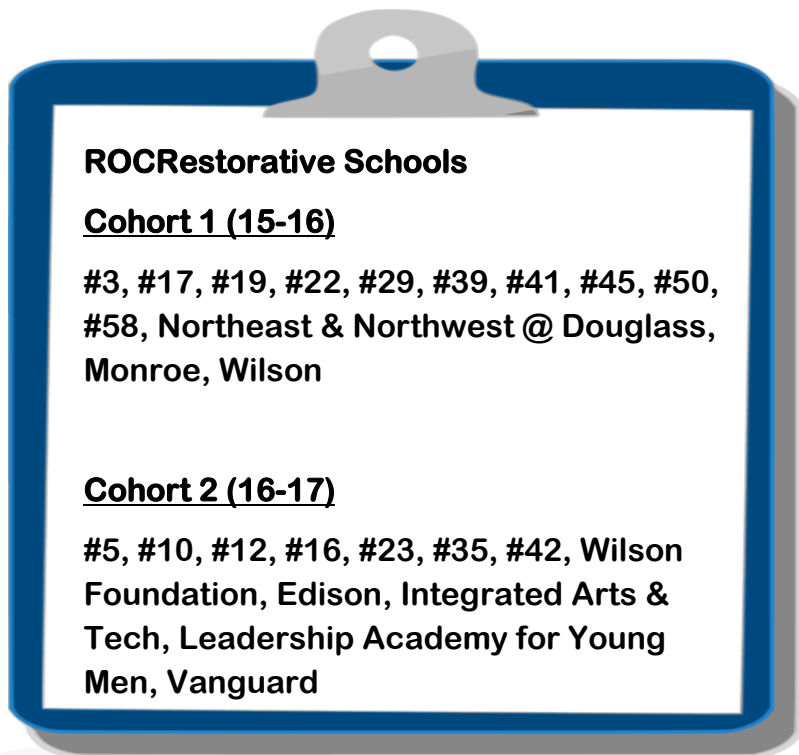 ROCRestorative Schools
Cohort 1 (15-16)
#3, #17, #19, #22, #29, #39, #41, #45, #50,
#58, Northeast & Northwest @ Douglass,
Monroe, Wilson
Cohort 2 (16-17)
#5, #10, #12, #16, #23, #35, #42, Wilson
Foundation, Edison, Integrated Arts &
Tech, Leadership Academy for Young
Men, Vanguard